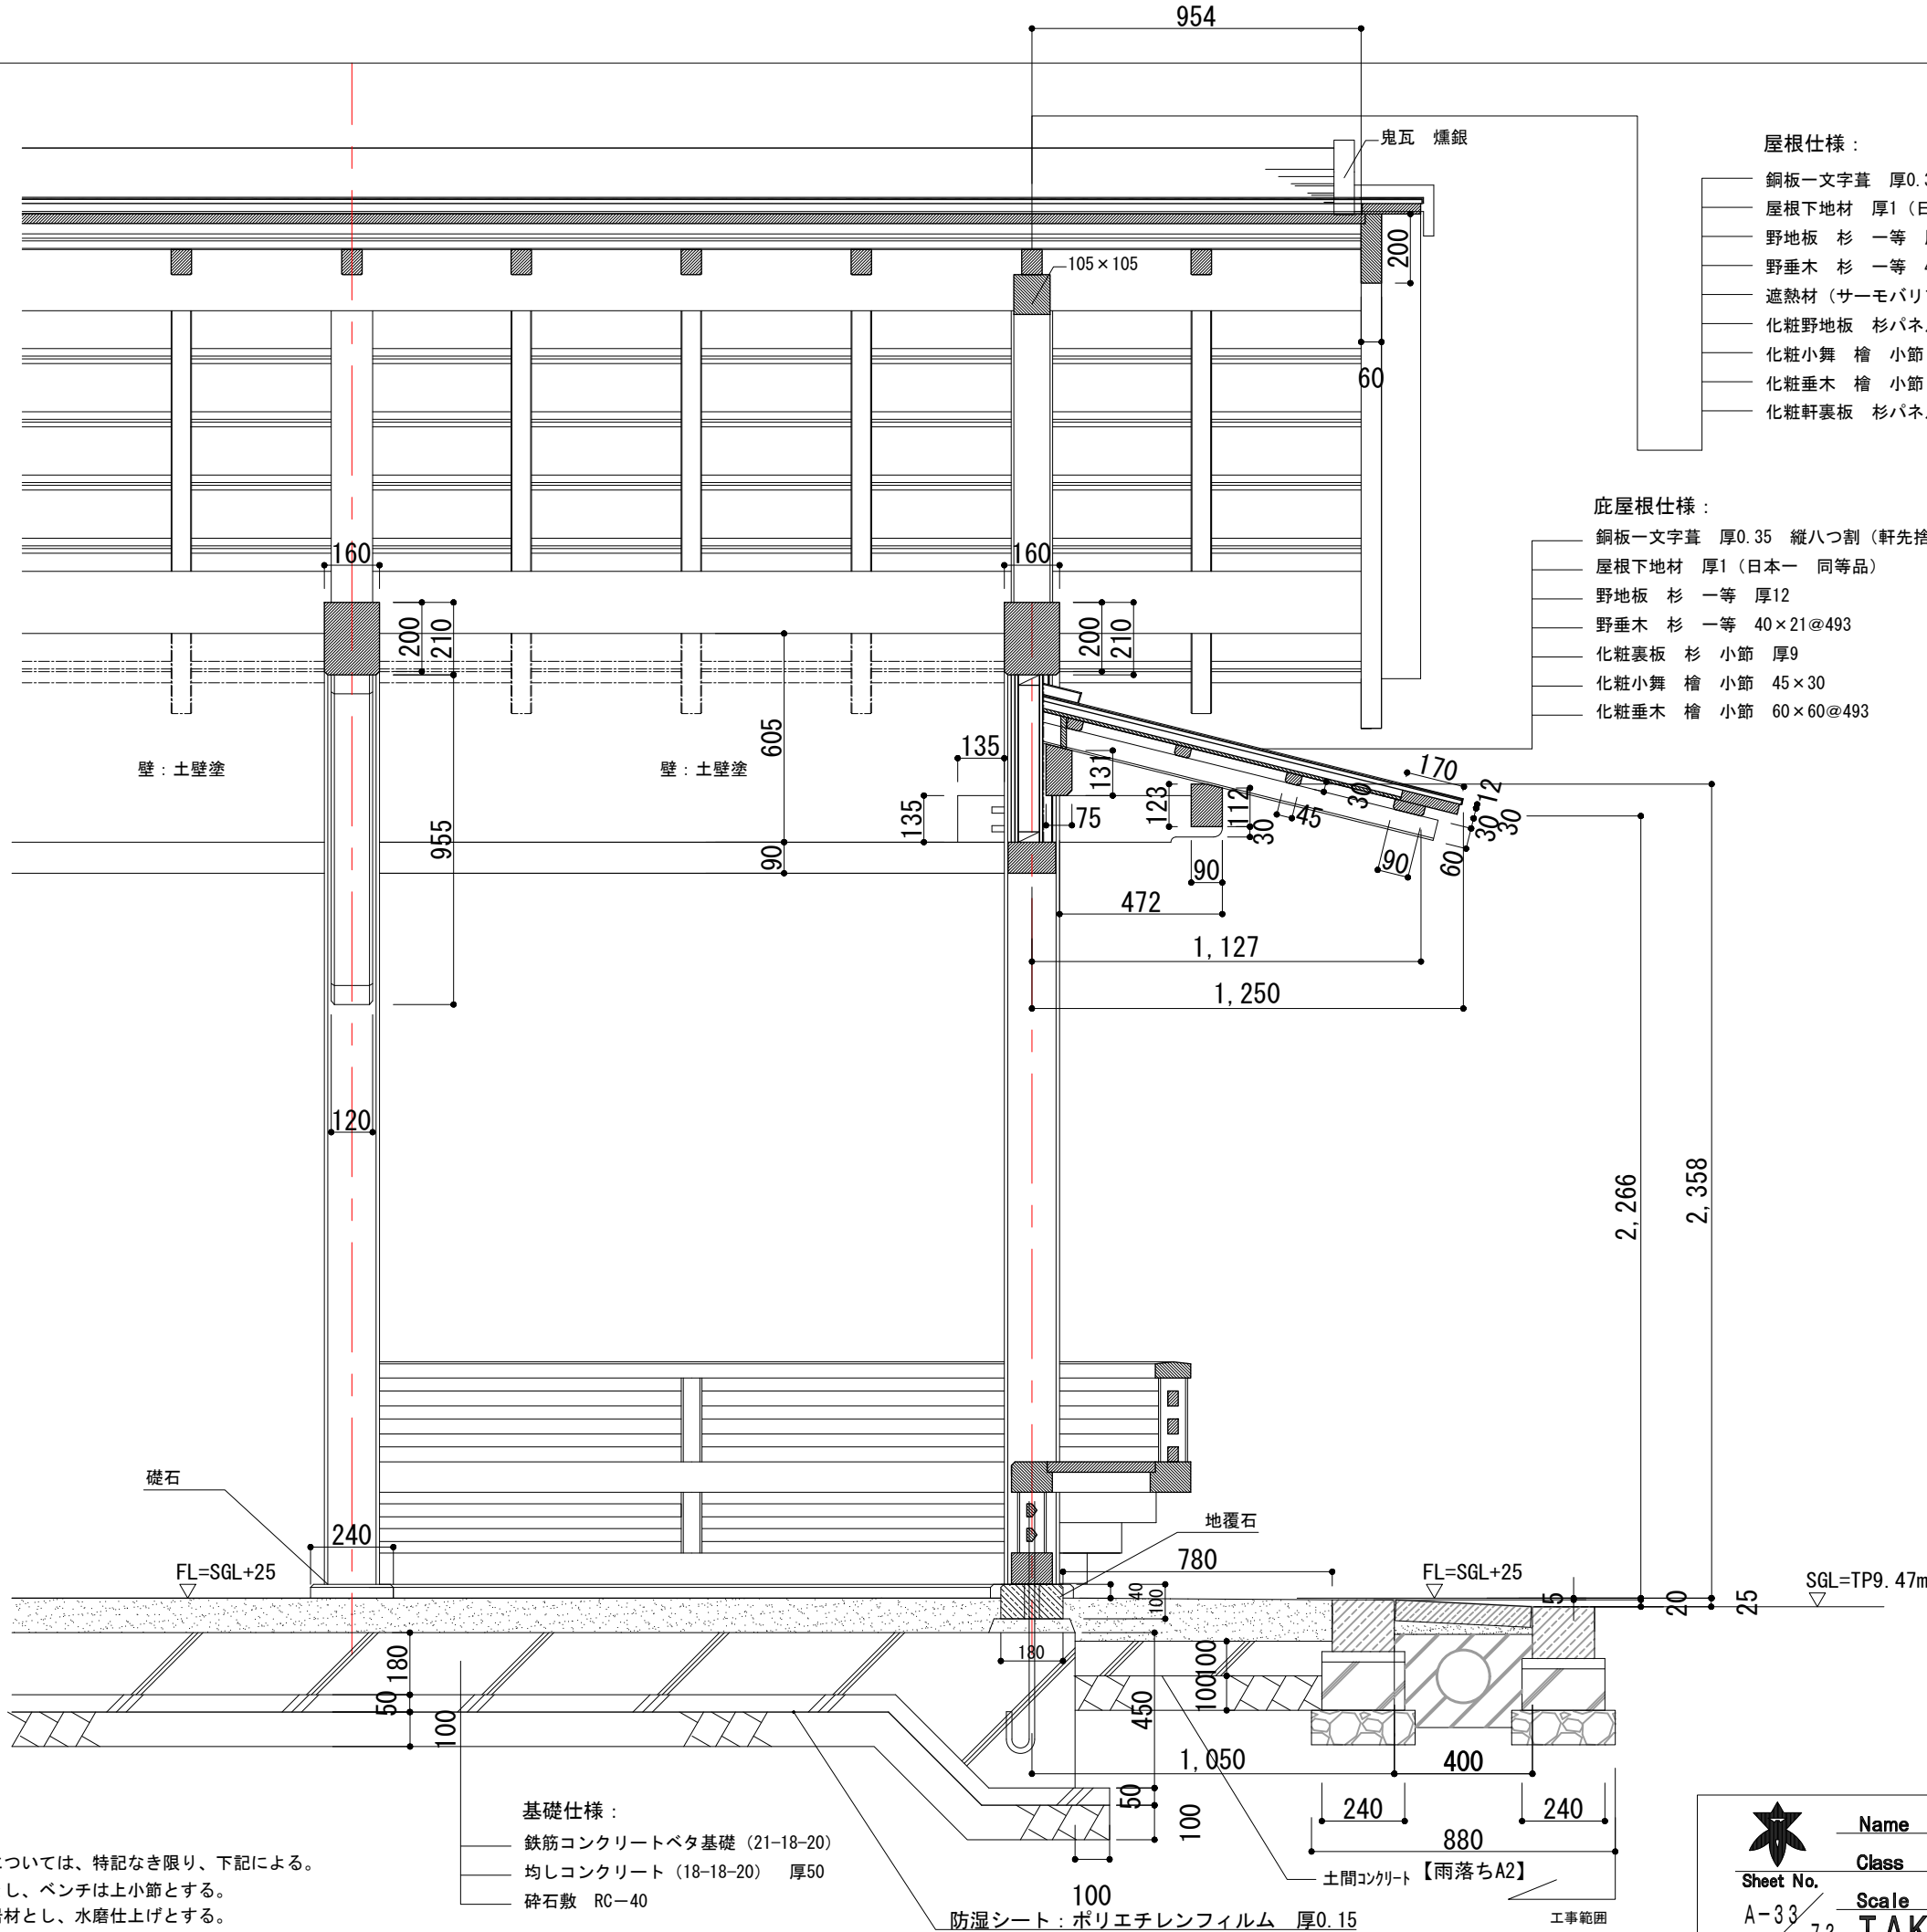 954
鬼瓦　燻銀
屋根仕様：
銅板一文字葺　厚0.3
屋根下地材　厚1（日
野地板　杉　一等
野垂木　杉　一等　4
遮熱材（サーモバリ
化粧野地板　杉パネ
化粧小舞　檜　小節
化粧垂木　檜　小節
化粧軒裏板　杉パネ
105×105
200
60
庇屋根仕様：
銅板一文字葺　厚0.35　縦八つ割（軒先捨
屋根下地材　厚1（日本一　同等品）
野地板　杉　一等　厚12
野垂木　杉　一等　40×21@493
化粧裏板　杉　小節　厚9
化粧小舞　檜　小節　45×30
化粧垂木　檜　小節　60×60@493
160
160
200
210
200
210
605
955
90
壁：土壁塗
壁：土壁塗
135
135
131
75
123
112
30
90
45
30
170
12
30
30
60
90
472
1,127
1,250
120
2,266
2,358
礎石
240
FL=SGL+25
地覆石
780
40
100
180
FL=SGL+25
5
20
25
SGL=TP9.47m
180
50
100
100
100
450
50
100
100
1,050
400
240
240
880
基礎仕様：
鉄筋コンクリートベタ基礎（21-18-20）
均しコンクリート（18-18-20）　厚50
砕石敷　RC−40
土間コンクリート
【雨落ちA2】
工事範囲
防湿シート：ポリエチレンフィルム　厚0.15
については、特記なき限り、下記による。
し、ベンチは上小節とする。
材とし、水磨仕上げとする。
Name
Class
Sheet No.
Scale
A-33
73
TAK